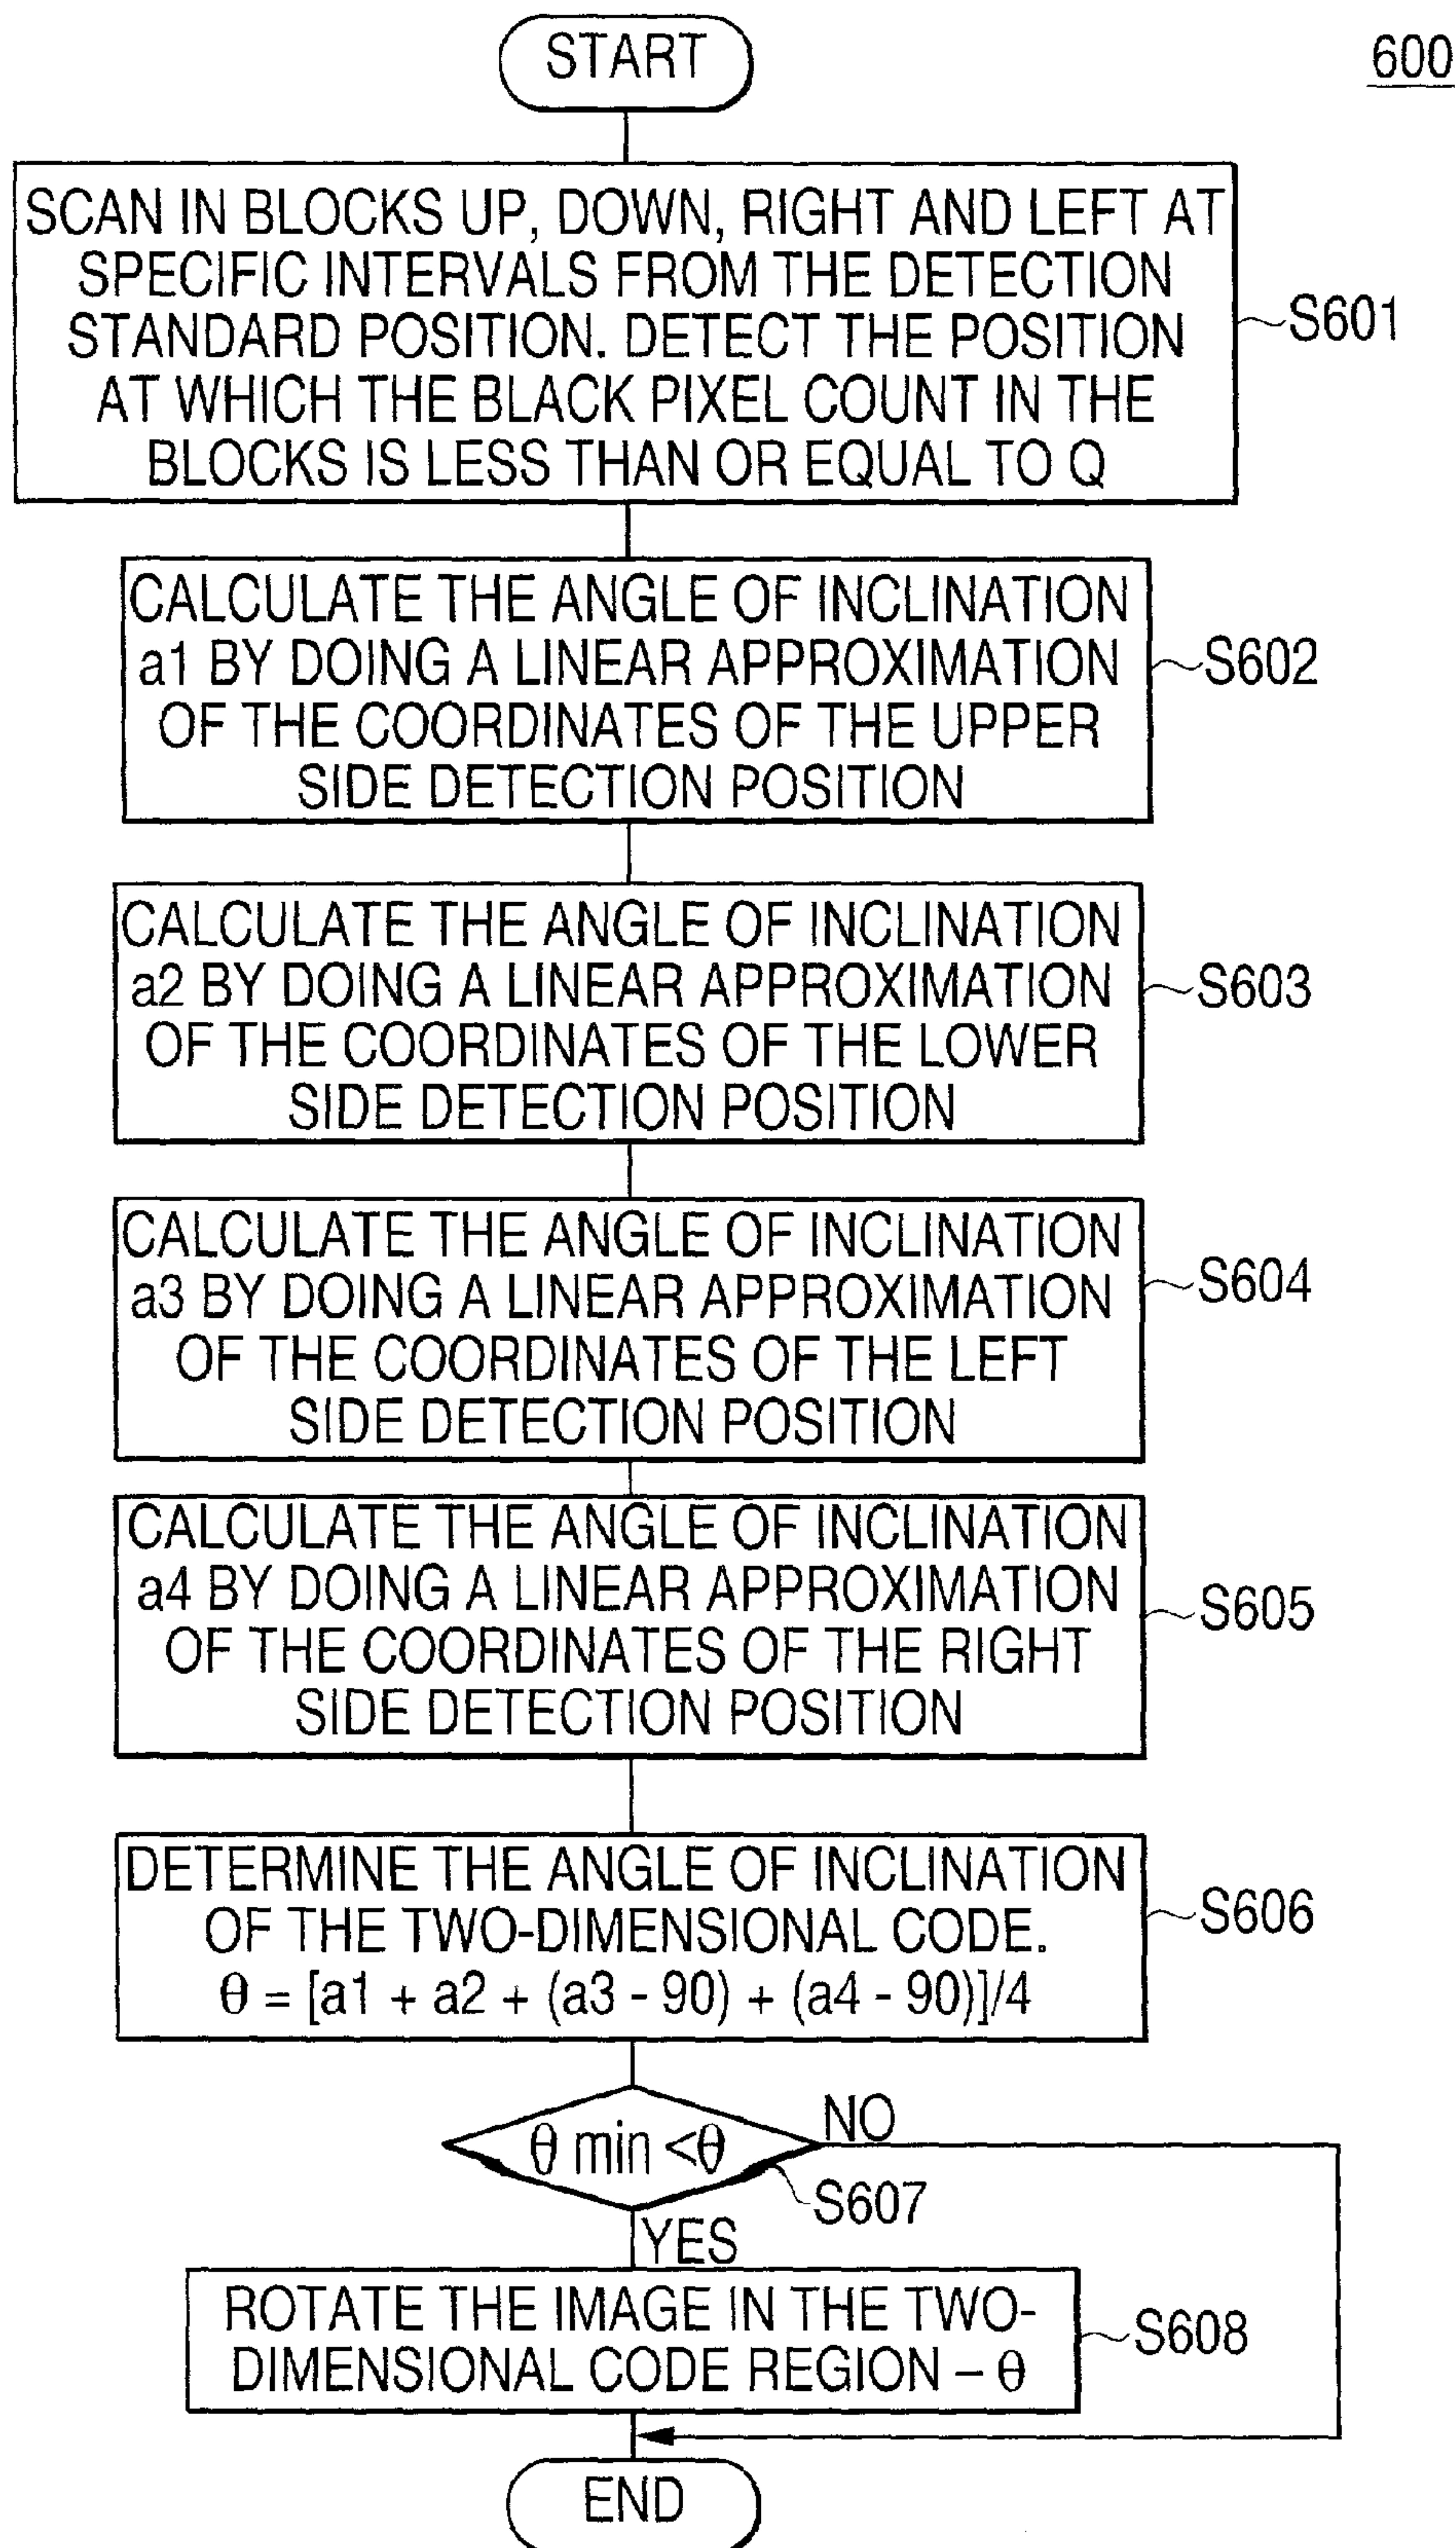 START
600
SCAN IN BLOCKS UP, DOWN, RIGHT AND LEFT AT
SPECIFIC INTERVALS FROM THE DETECTION
STANDARD POSITION. DETECT THE POSITION
AT WHICH THE BLACK PIXEL COUNT IN THE
BLOCKS IS LESS THAN OR EQUAL TO Q
S601
CALCULATE THE ANGLE OF INCLINATION
a1 BY DOING A LINEAR APPROXIMATION
OF THE COORDINATES OF THE UPPER
SIDE DETECTION POSITION
S602
CALCULATE THE ANGLE OF INCLINATION
a2 BY DOING A LINEAR APPROXIMATION
OF THE COORDINATES OF THE LOWER
SIDE DETECTION POSITION
S603
CALCULATE THE ANGLE OF INCLINATION
a3 BY DOING A LINEAR APPROXIMATION
OF THE COORDINATES OF THE LEFT
SIDE DETECTION POSITION
S604
CALCULATE THE ANGLE OF INCLINATION
a4 BY DOING A LINEAR APPROXIMATION
OF THE COORDINATES OF THE RIGHT
SIDE DETECTION POSITION
S605
DETERMINE THE ANGLE OF INCLINATION
OF THE TWO-DIMENSIONAL CODE.
θ = [a1 + a2 + (a3 - 90) + (a4 - 90)]/4
S606
θ min <θ
NO
S607
YES
ROTATE THE IMAGE IN THE TWO-
DIMENSIONAL CODE REGION – θ
S608
END